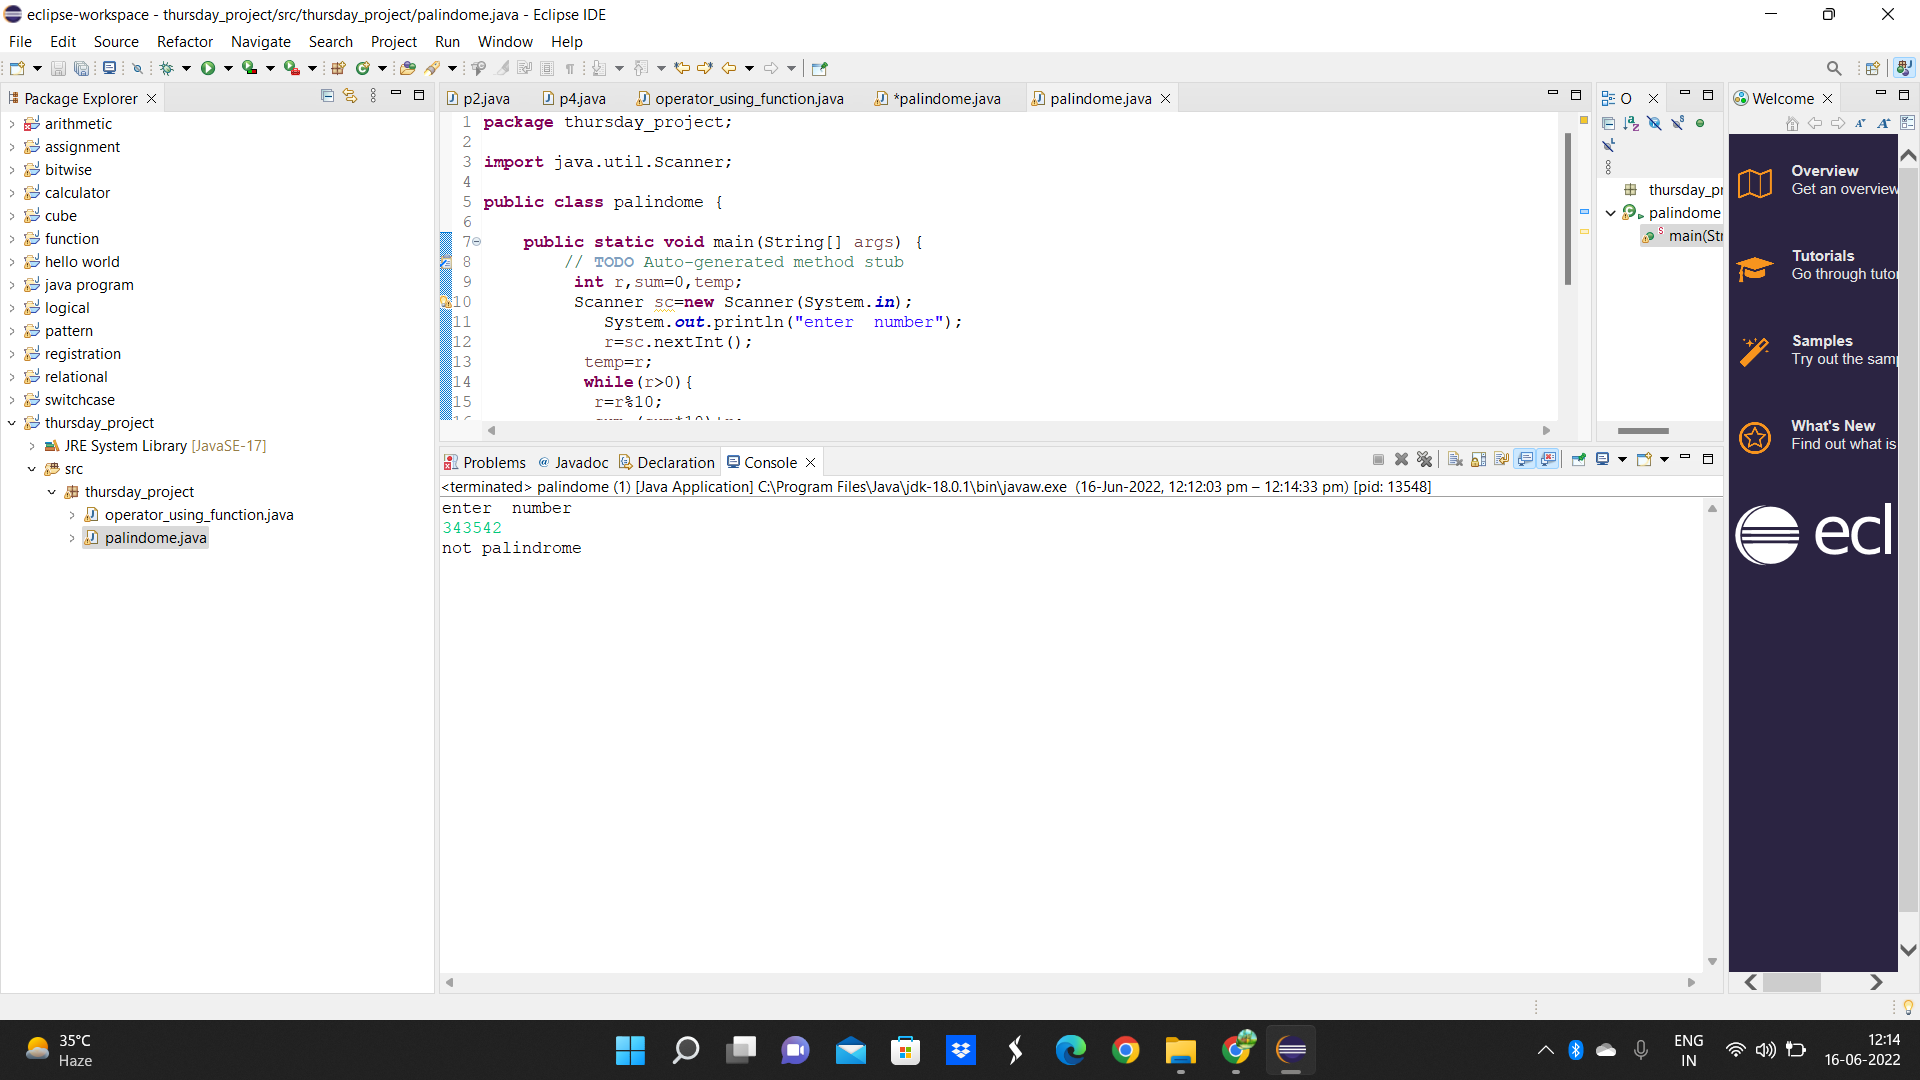 eclipse-workspace - thursday_project/src/thursday_project/palindome.java - Eclipse IDE
File Edit Source Refactor Navigate Search Project Run Window Help
Package Explorer
arithmetic
assignment
bitwise
calculator
cube
function
hello world
java program
logical
pattern
registration
relational
switchcase
thursday_project
JRE System Library [JavaSE-17]
src
thursday_project
operator_using_function.java
palindome.java
p2.java p4.java operator_using_function.java *palindome.java palindome.java
1 package thursday_project;
2
3 import java.util.Scanner;
4
5 public class palindome {
6
7 public static void main(String[] args) {
8 // TODO Auto-generated method stub
9 int r,sum=0,temp;
10 Scanner sc=new Scanner(System.in);
11 System.out.println("enter  number");
12 r=sc.nextInt();
13 temp=r;
14 while(r>0){
15 r=r%10;
O
thursday_pr
palindome
main(Str
Welcome
Overview
Get an overview
Tutorials
Go through tutor
Samples
Try out the samp
What's New
Find out what is
ecl
Problems Javadoc Declaration Console
<terminated> palindome (1) [Java Application] C:\Program Files\Java\jdk-18.0.1\bin\javaw.exe (16-Jun-2022, 12:12:03 pm – 12:14:33 pm) [pid: 13548]
enter  number
343542
not palindrome
35°C
Haze
ENG
IN
12:14
16-06-2022